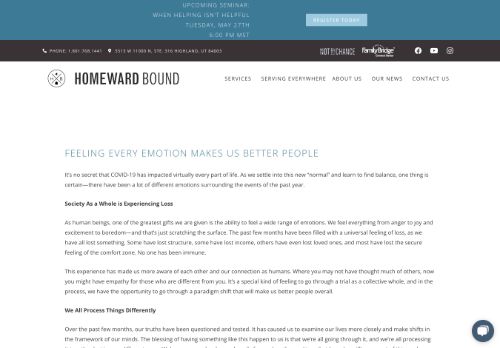 UPCOMING SEMINAR:
WHEN HELPING ISN'T HELPFUL
TUESDAY, MAY 27TH
6:00 PM MST
REGISTER TODAY
PHONE: 1.801.768.1441
5513 W 11000 N, STE. 316 HIGHLAND, UT 84003
NOT BY CHANCE
FamilyBridge
HOMEWARD BOUND
SERVICES
SERVING EVERYWHERE
ABOUT US
OUR NEWS
CONTACT US
FEELING EVERY EMOTION MAKES US BETTER PEOPLE
It's no secret that COVID-19 has impacted virtually every part of life. As we settle into this new "normal" and learn to find balance, one thing is
certain—there have been a lot of different emotions surrounding the events of the past year.
Society As a Whole is Experiencing Loss
As human beings, one of the greatest gifts we are given is the ability to feel a wide range of emotions. We feel everything from anger to joy and
excitement to boredom—and that's just scratching the surface. The past few months have been filled with a universal feeling of loss, as we
have all lost something. Some have lost structure, some have lost income, others have even lost loved ones, and most have lost the secure
feeling of the comfort zone. No one has been immune.
This experience has made us more aware of each other and our connection as humans. Where you may not have thought much of others, now
you might have empathy for those who are different from you. It's a special kind of feeling to go through a trial as a collective whole, and in the
process, we have the opportunity to go through a paradigm shift that will make us better people overall.
We All Process Things Differently
Over the past few months, our truths have been questioned and tested. It has caused us to examine our lives more closely and make shifts in
the framework of our minds. The blessing of having something like this happen to us is that we're all going through it, and we're all processing